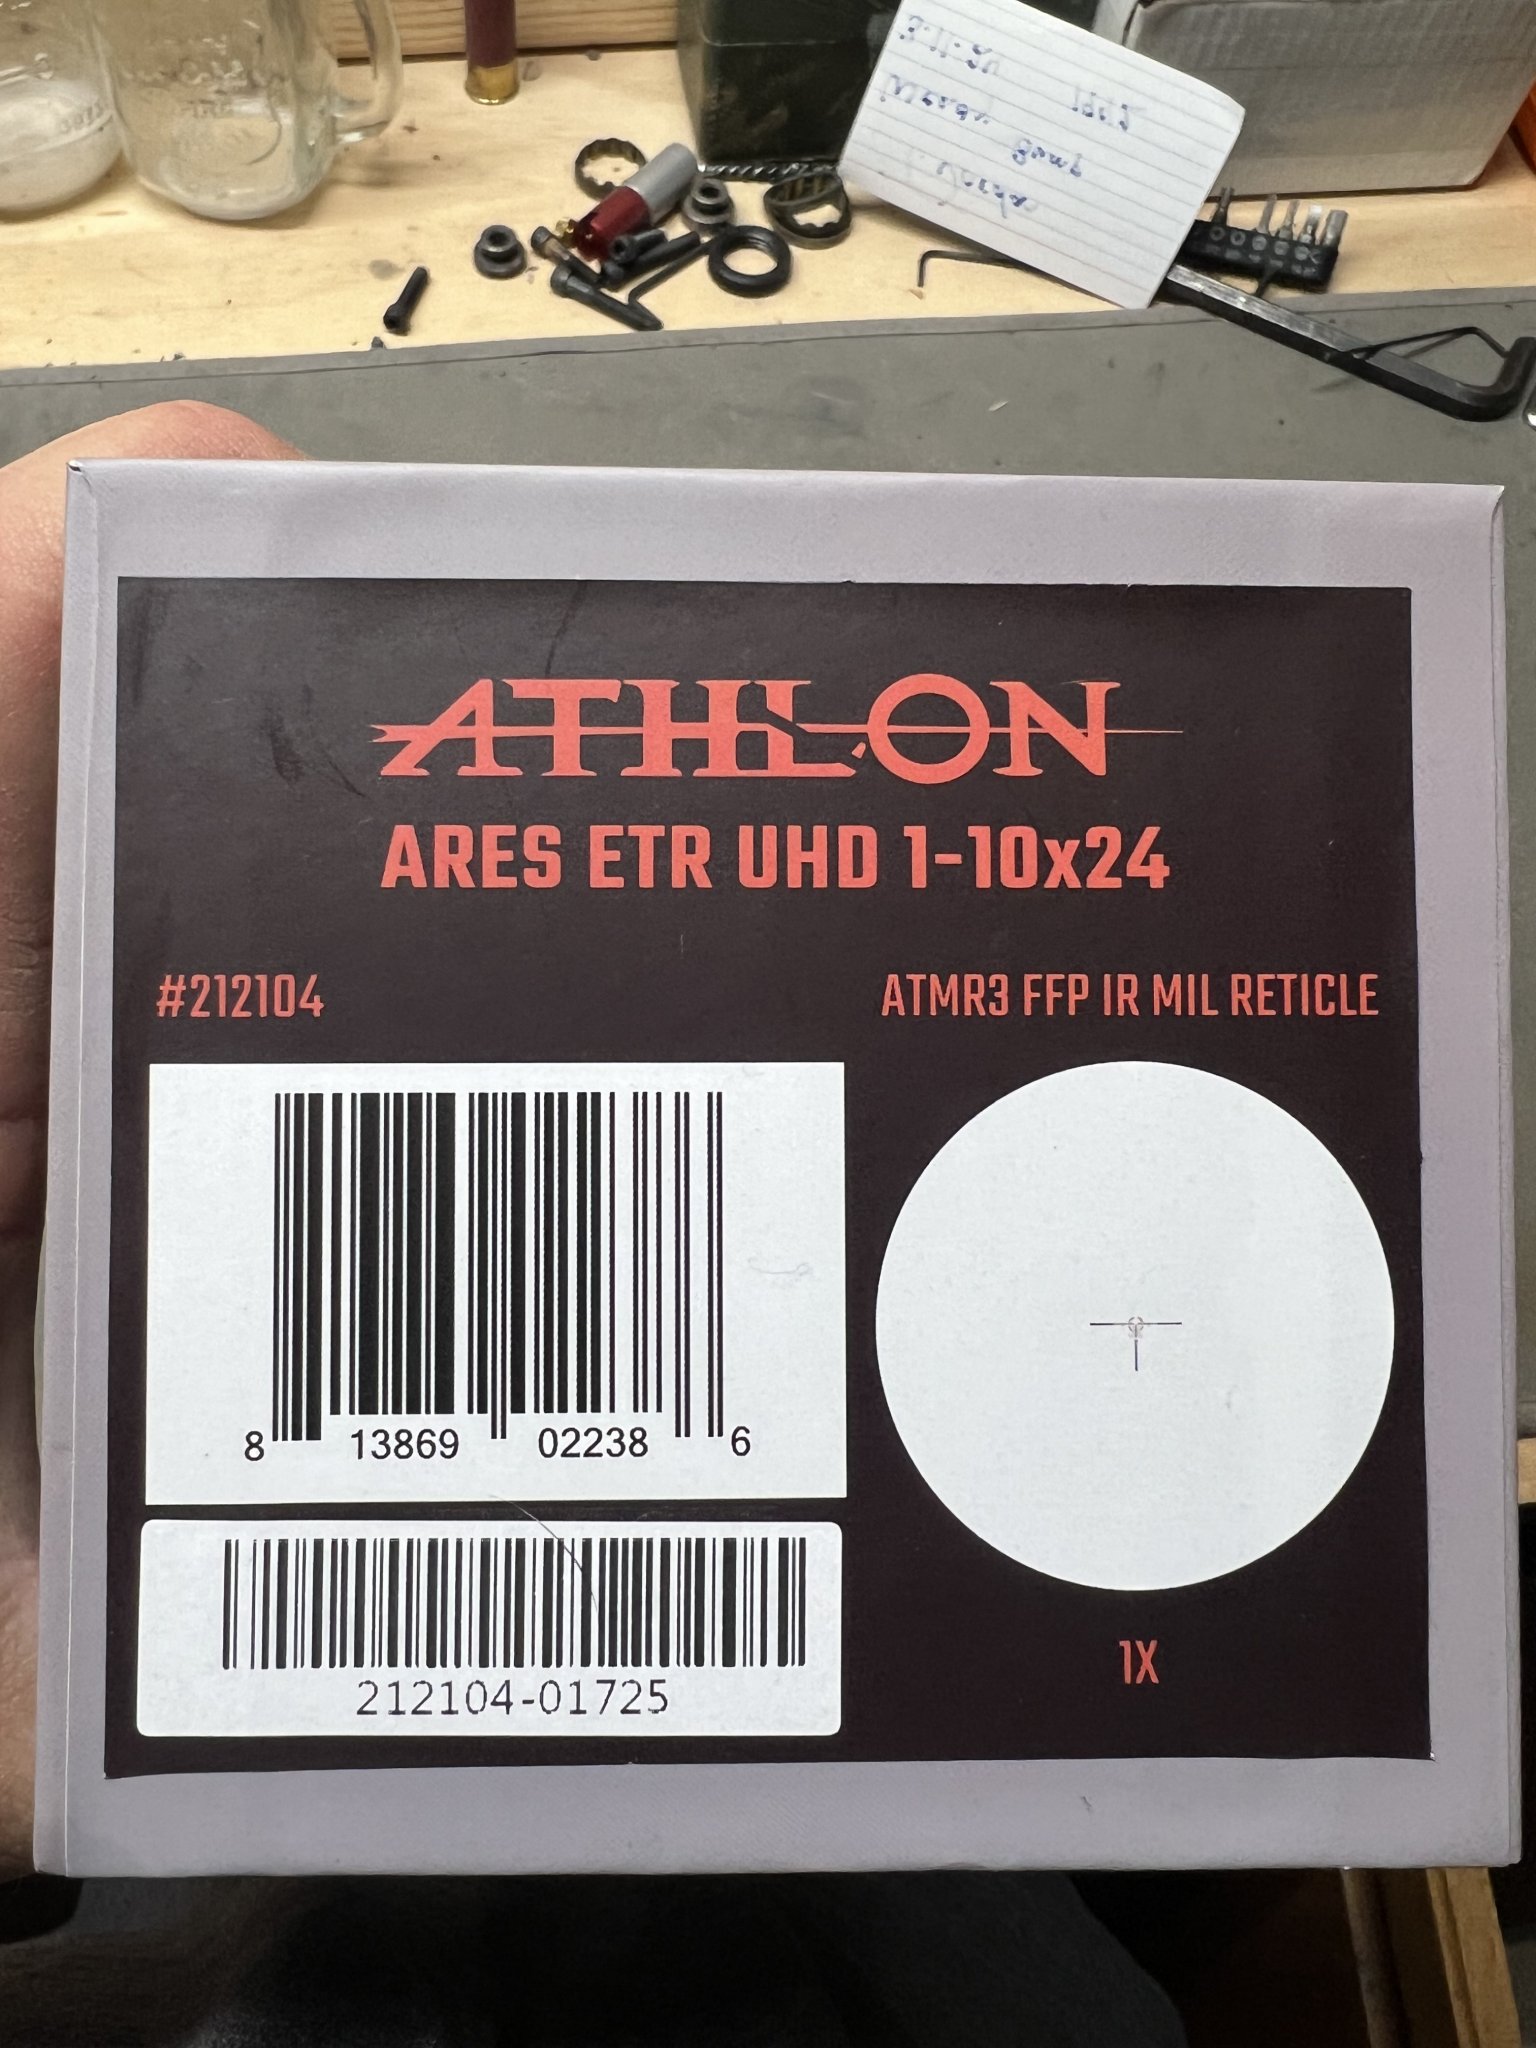 ATHLON
ARES ETR UHD 1-10x24
#212104
ATMR3 FFP IR MIL RETICLE
8 13869 02238 6
212104-01725
1X